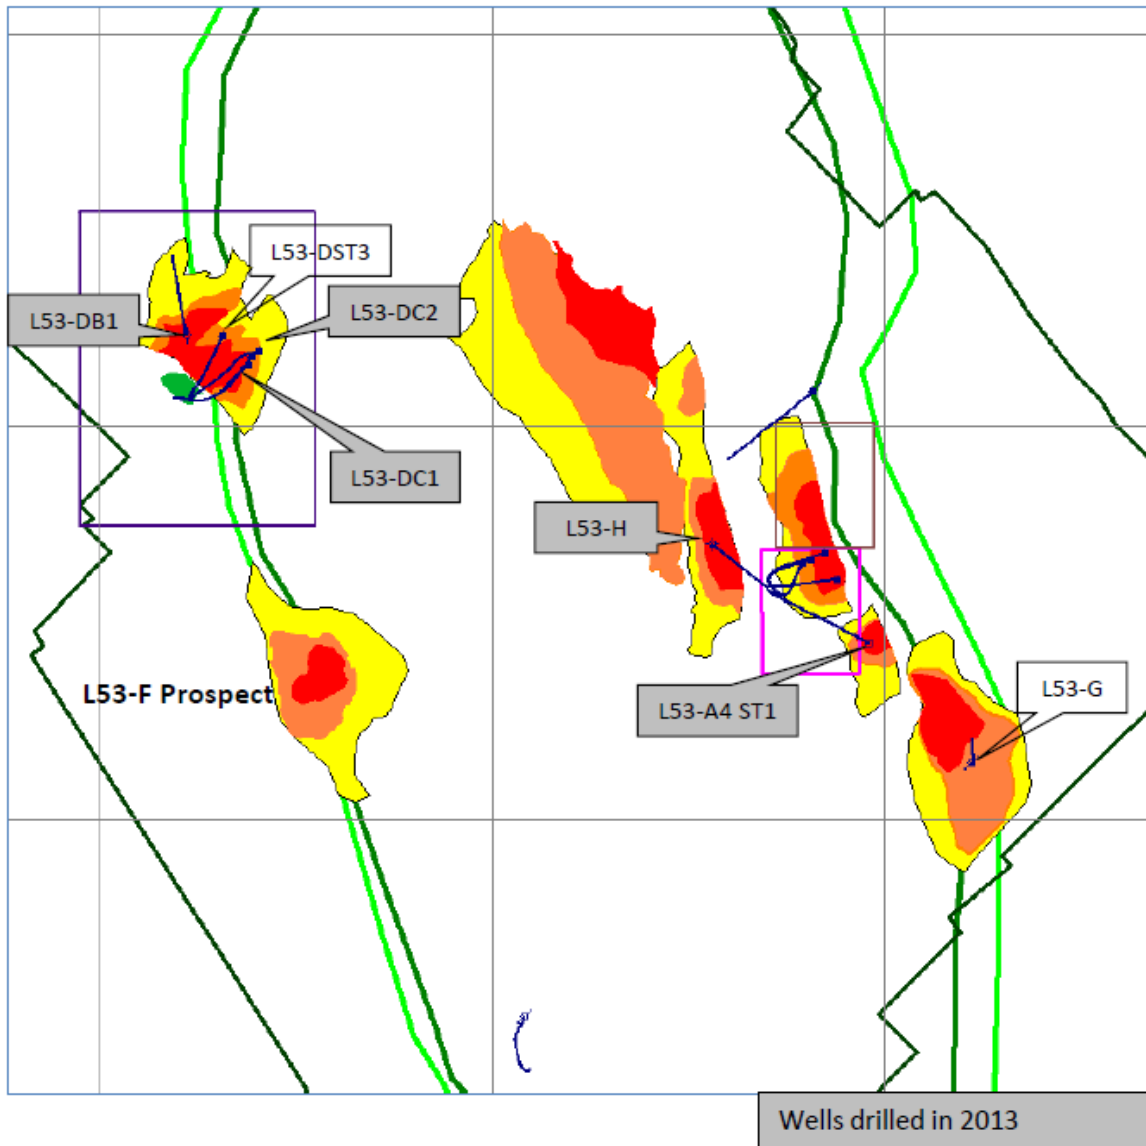 L53-DST3
L53-DB1
L53-DC2
L53-DC1
L53-H
L53-F Prospect
L53-G
L53-A4 ST1
Wells drilled in 2013